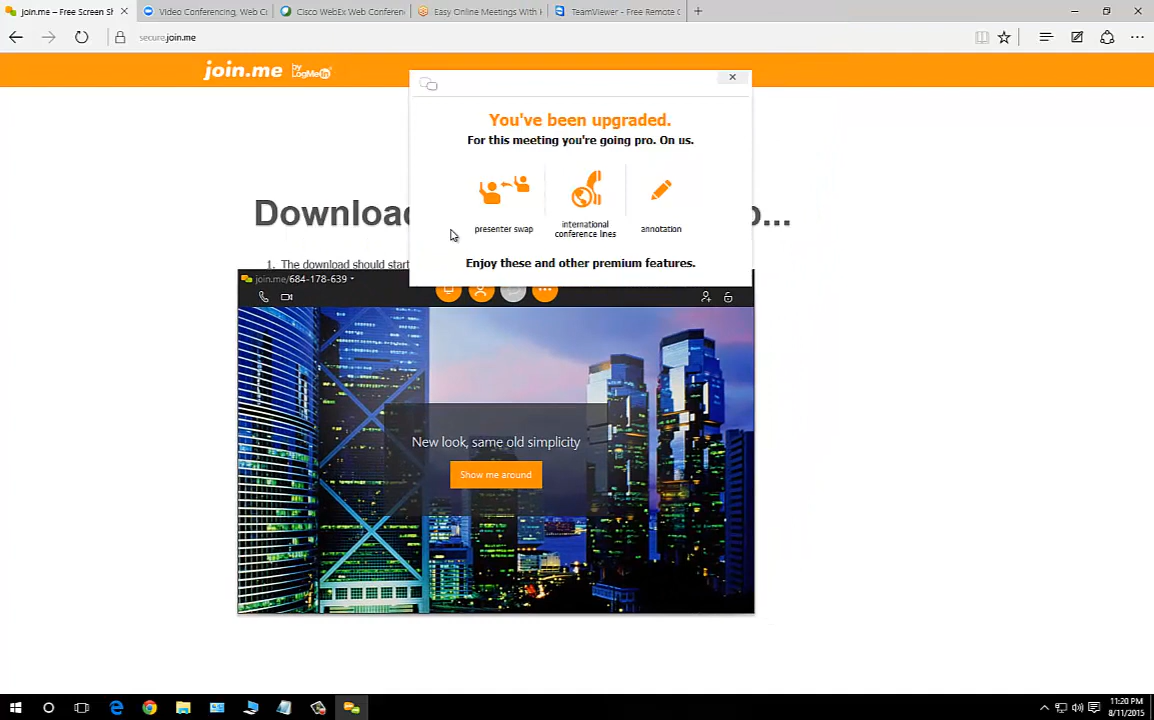 join.me – Free Screen Sh
Video Conferencing, Web Co
Cisco WebEx Web Conferenc
Easy Online Meetings With
TeamViewer - Free Remote C
secure.join.me
join.me by LogMeIn
You've been upgraded.
For this meeting you're going pro. On us.
presenter swap
international conference lines
annotation
Enjoy these and other premium features.
Download
...
1. The download should start
join.me/684-178-639
New look, same old simplicity
Show me around
11:20 PM
8/11/2015